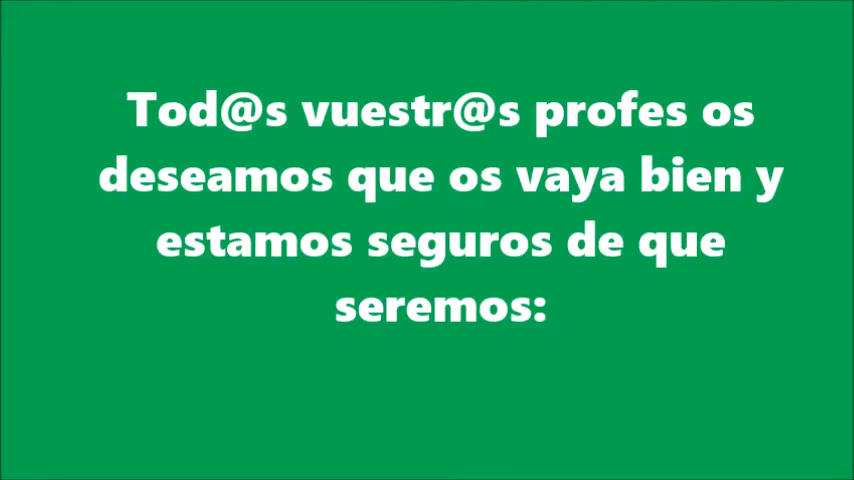 Tod@s vuestr@s profes os
deseamos que os vaya bien y
estamos seguros de que
seremos: